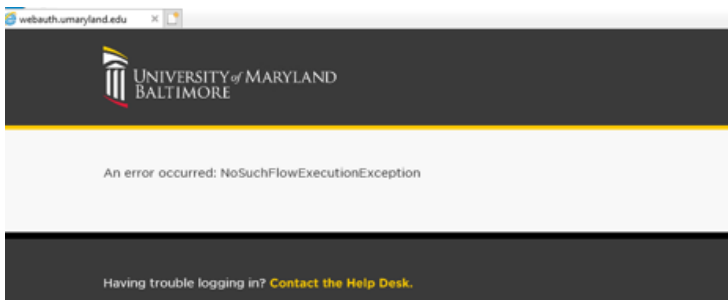 webauth.umaryland.edu
UNIVERSITY of MARYLAND
BALTIMORE
An error occurred: NoSuchFlowExecutionException
Having trouble logging in? Contact the Help Desk.